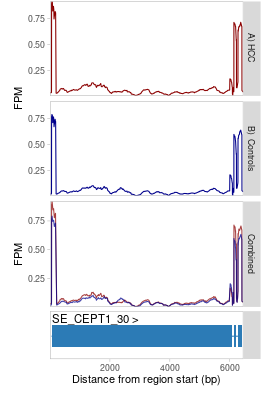 0.75
0.50
0.25
FPM
A) HCC
0.75
0.50
0.25
B) Controls
0.75
0.50
0.25
FPM
Combined
SE_CEPT1_30 >
2000 4000 6000
Distance from region start (bp)